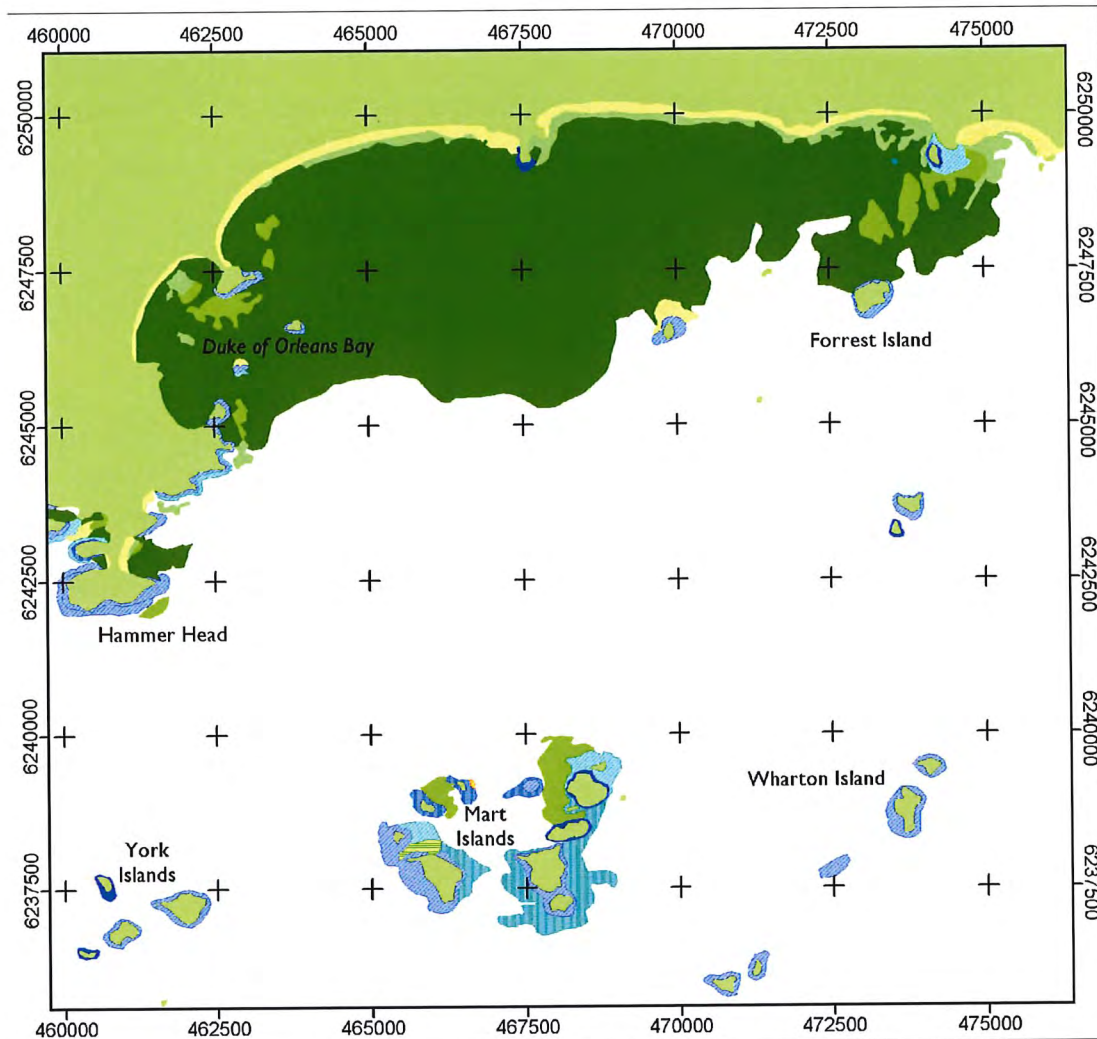 460000 462500 465000 467500 470000 472500 475000
6250000 6250000
6247500 6247500
Duke of Orleans Bay
Forrest Island
6245000 6245000
6242500 6242500
Hammer Head
6240000 6240000
Wharton Island
Mart
Islands
York
Islands
6237500 6237500
460000 462500 465000 467500 470000 472500 475000